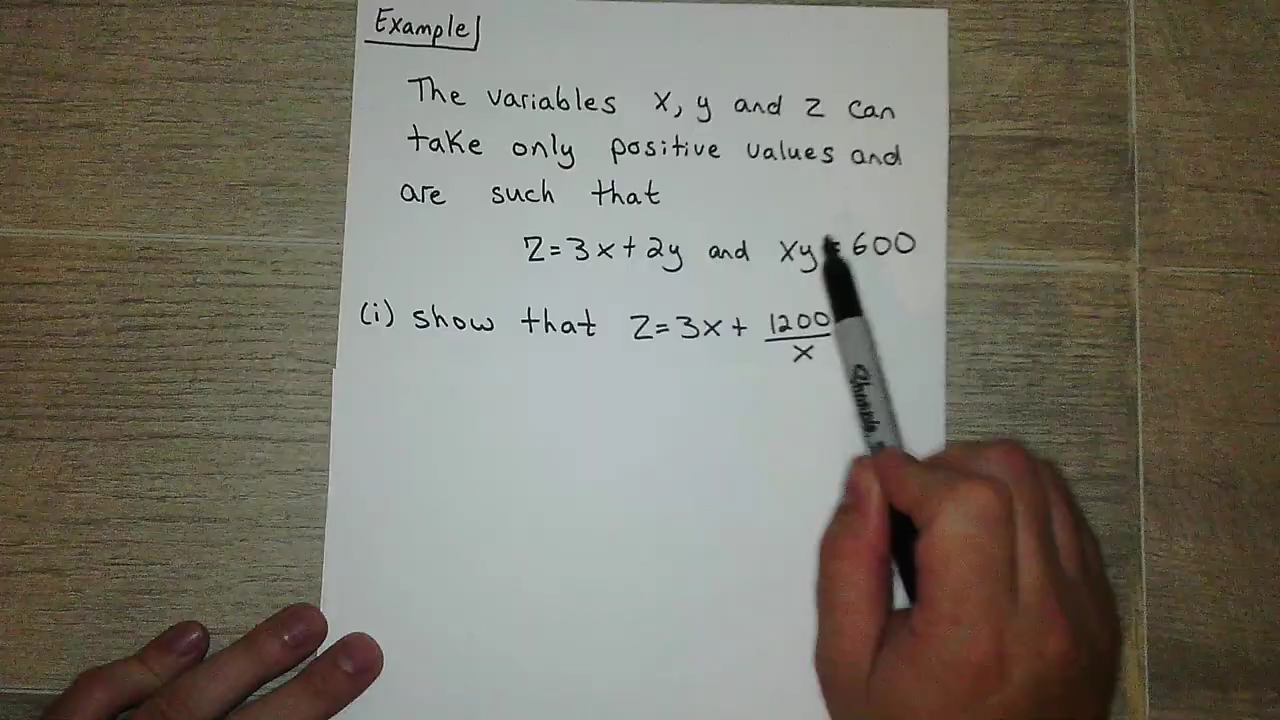 Example
The variables x, y and z can
take only positive values and
are such that
z=3x+2y and xy=600
(i) show that z=3x+ 1200/x
Sharpie